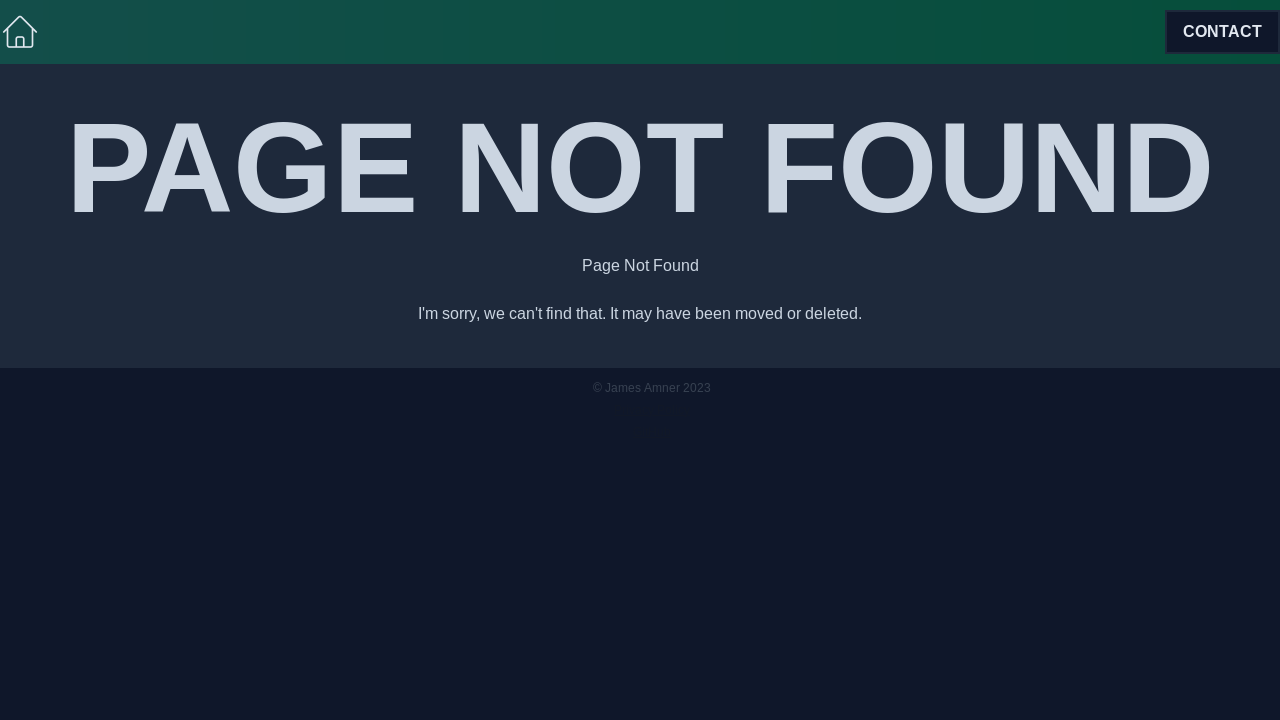 CONTACT
PAGE NOT FOUND
Page Not Found
I'm sorry, we can't find that. It may have been moved or deleted.
© James Amner 2023